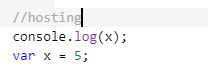 //hosting
console.log(x);
var x = 5;